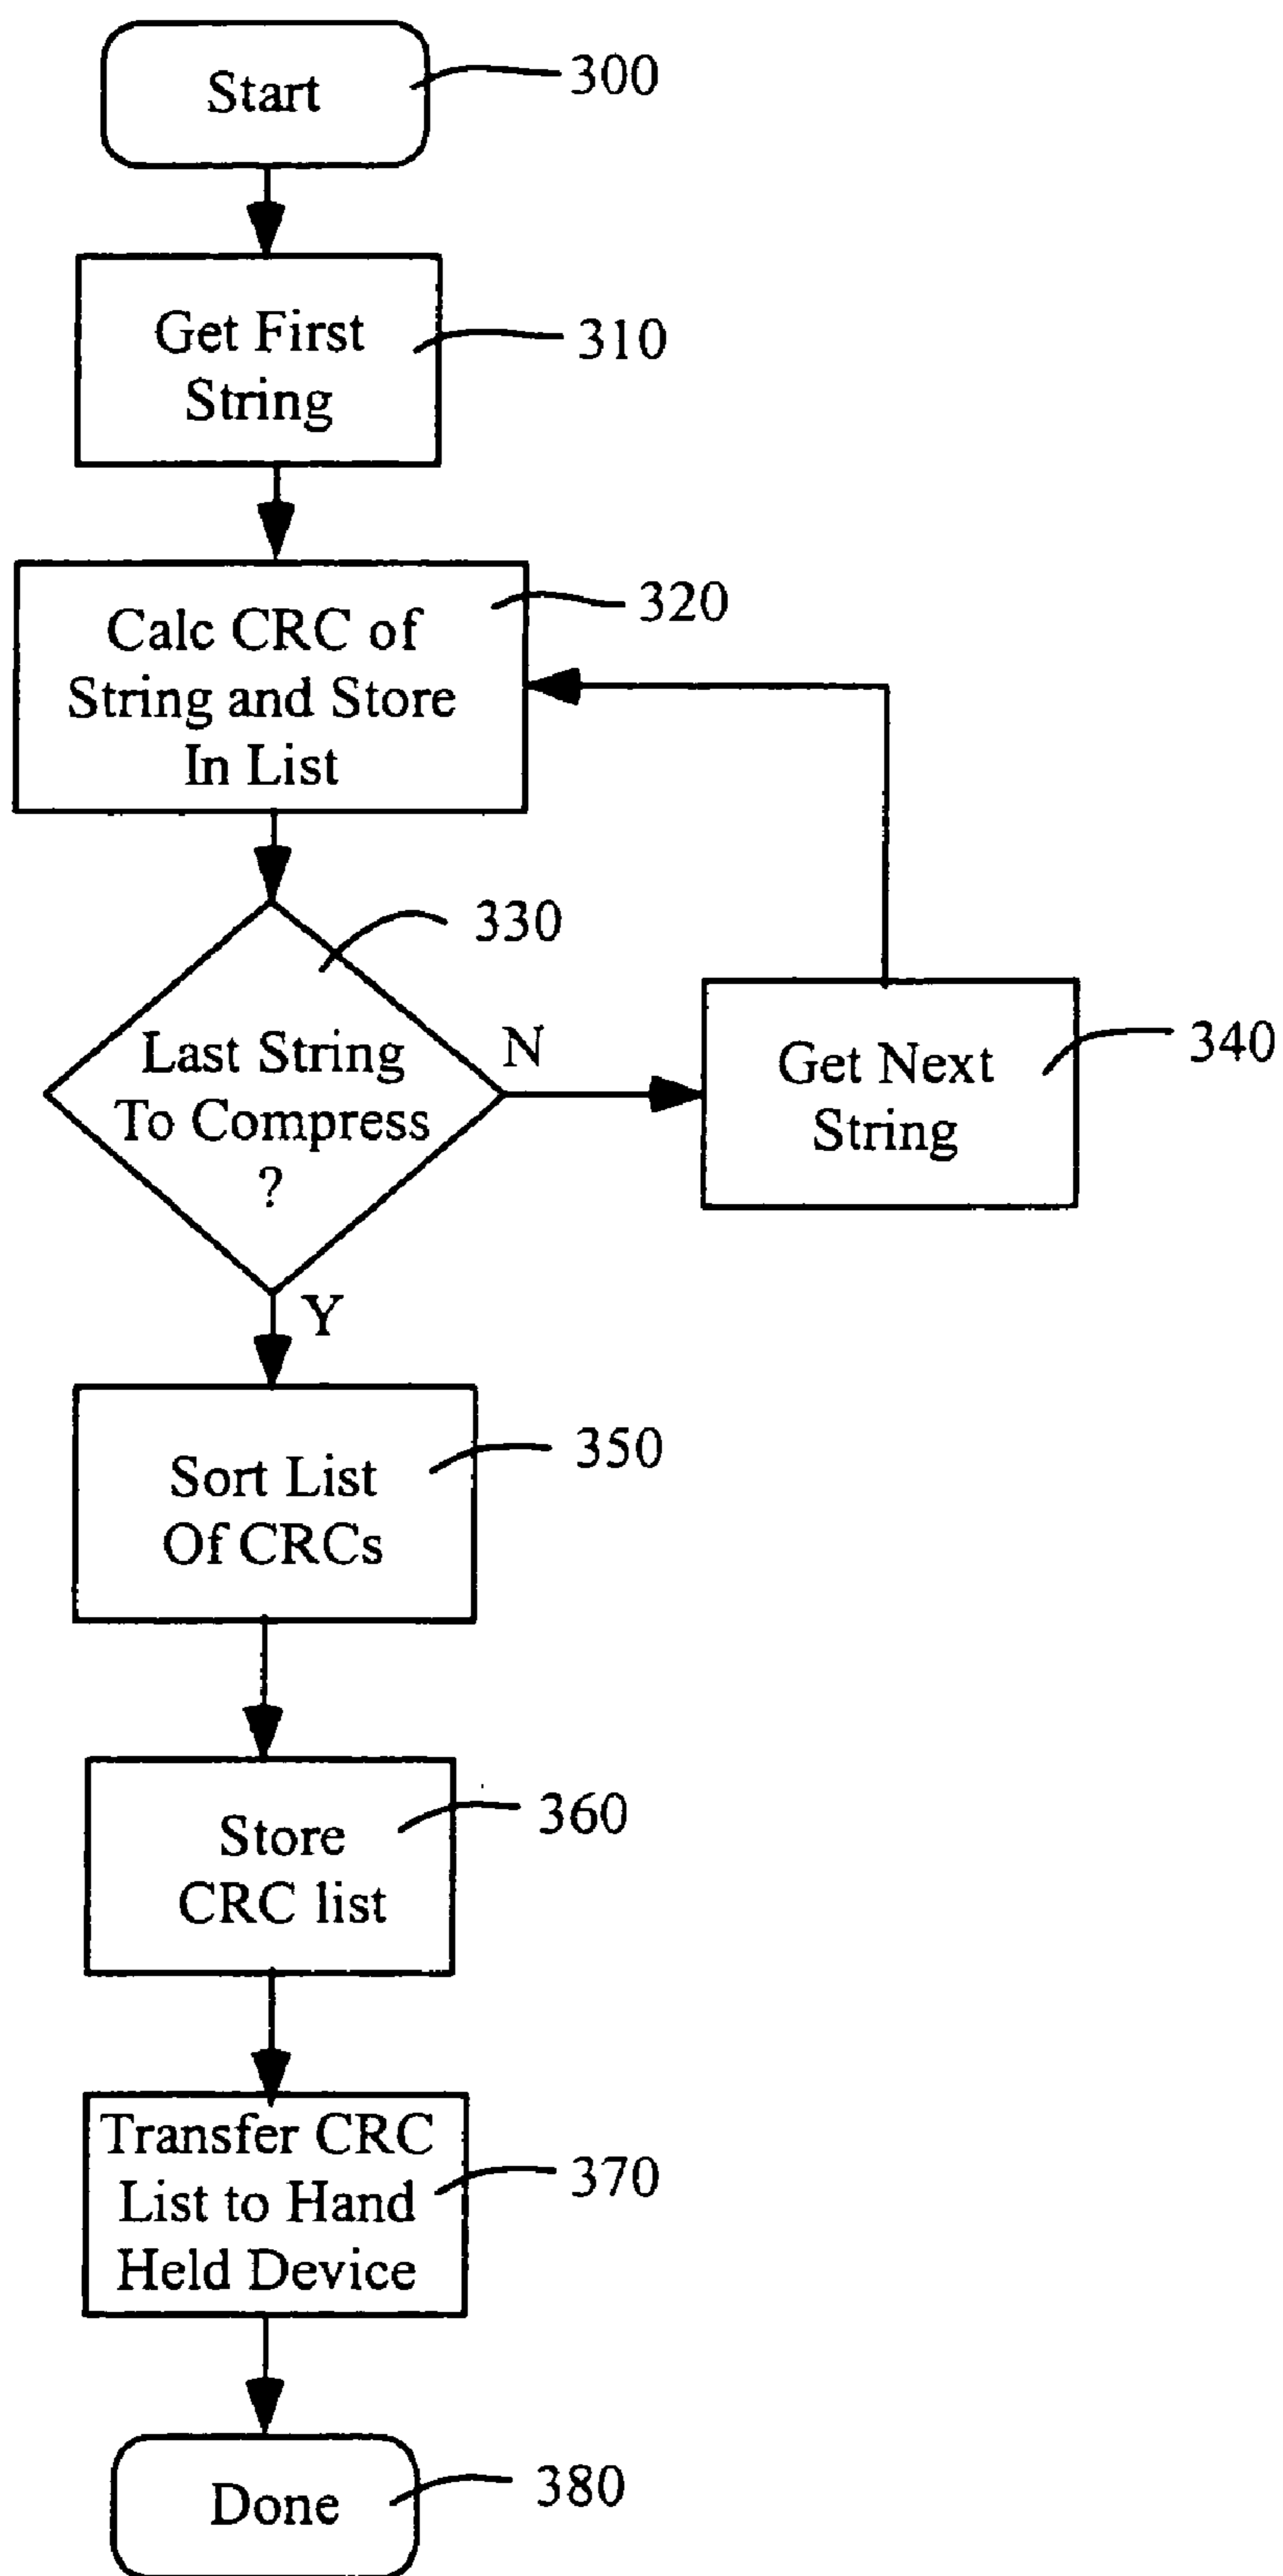 Start
300
Get First
String
310
320
Calc CRC of
String and Store
In List
330
Last String
To Compress
?
N
Get Next
String
340
Y
350
Sort List
Of CRCs
360
Store
CRC list
Transfer CRC
List to Hand
Held Device
370
Done
380